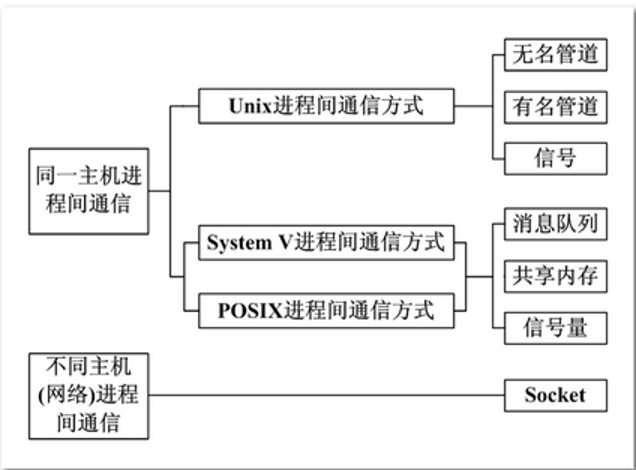 同一主机进
程间通信
Unix进程间通信方式
无名管道
有名管道
信号
System V进程间通信方式
POSIX进程间通信方式
消息队列
共享内存
信号量
不同主机
(网络)进程
间通信
Socket